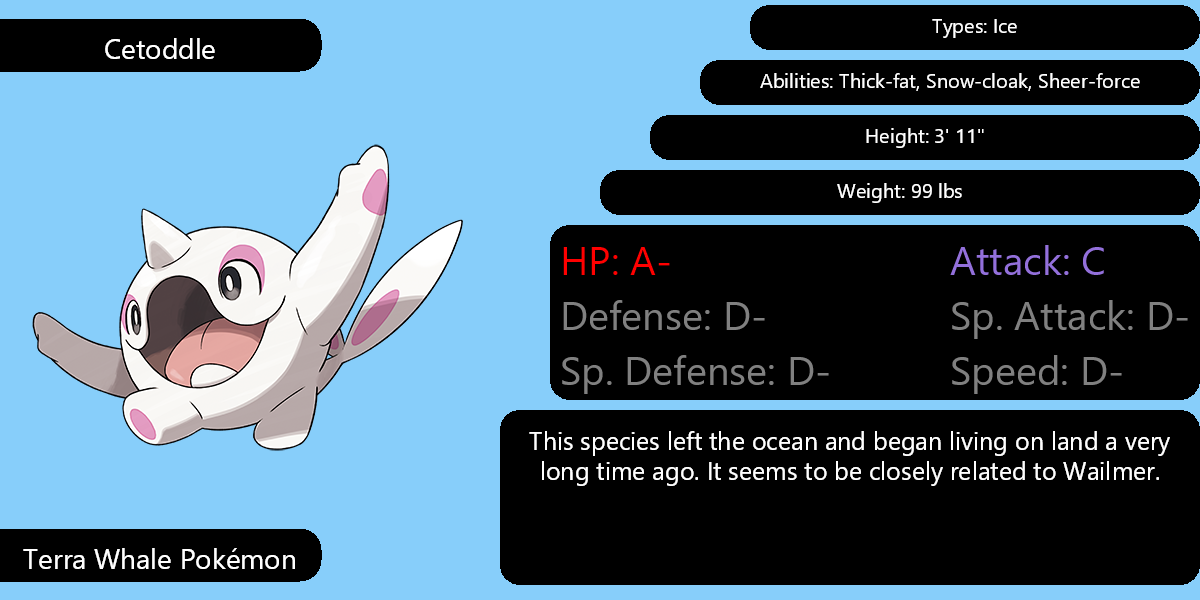 Cetoddle
Types: Ice
Abilities: Thick-fat, Snow-cloak, Sheer-force
Height: 3' 11"
Weight: 99 lbs
HP: A-
Attack: C
Defense: D-
Sp. Attack: D-
Sp. Defense: D-
Speed: D-
This species left the ocean and began living on land a very
long time ago. It seems to be closely related to Wailmer.
Terra Whale Pokémon